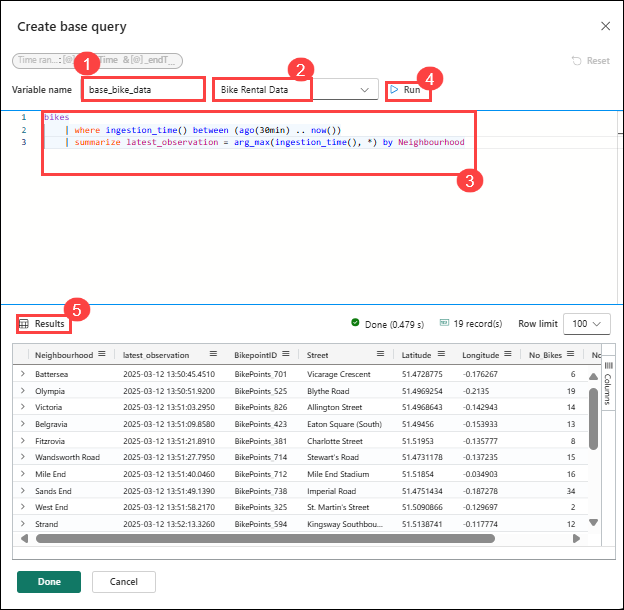 Create base query
Time ran...: [@] Time & [@]_endT_ Reset
1
2
4
Variable name base_bike_data Bike Rental Data Run
1 bikes
2 | where ingestion_time() between (ago(30min) .. now())
3 | summarize latest_observation = arg_max(ingestion_time(), *) by Neighbourhood
3
5
Results Done (0.479 s) 19 record(s) Row limit 100
Neighbourhood latest_observation BikepointID Street Latitude Longitude No_Bikes No
Battersea 2025-03-12 13:50:45.4510 BikePoints_701 Vicarage Crescent 51.4728775 -0.176267 6
Olympia 2025-03-12 13:50:51.9200 BikePoints_525 Blythe Road 51.4969254 -0.2135 19
Victoria 2025-03-12 13:51:03.2950 BikePoints_826 Allington Street 51.4968643 -0.142943 14
Belgravia 2025-03-12 13:51:09.8580 BikePoints_423 Eaton Square (South) 51.49456 -0.153933 13
Fitzrovia 2025-03-12 13:51:21.8910 BikePoints_381 Charlotte Street 51.51953 -0.135777 8
Wandsworth Road 2025-03-12 13:51:27.7950 BikePoints_714 Stewart's Road 51.4731178 -0.137235 15
Mile End 2025-03-12 13:51:40.0460 BikePoints_712 Mile End Stadium 51.51854 -0.034903 16
Sands End 2025-03-12 13:51:49.1390 BikePoints_738 Imperial Road 51.4751434 -0.187278 34
West End 2025-03-12 13:51:58.2170 BikePoints_325 St. Martin's Street 51.5090866 -0.129697 2
Strand 2025-03-12 13:52:13.3260 BikePoints_594 Kingsway Southbou... 51.5138741 -0.117774 12
Columns
Done Cancel